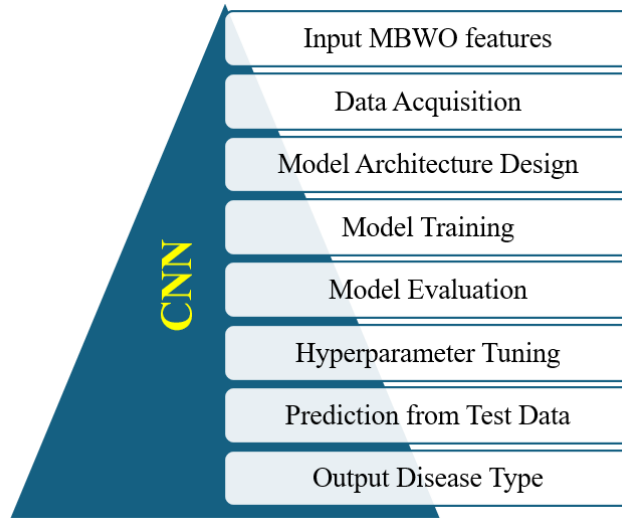 Input MBWO features
Data Acquisition
Model Architecture Design
Model Training
CNN
Model Evaluation
Hyperparameter Tuning
Prediction from Test Data
Output Disease Type